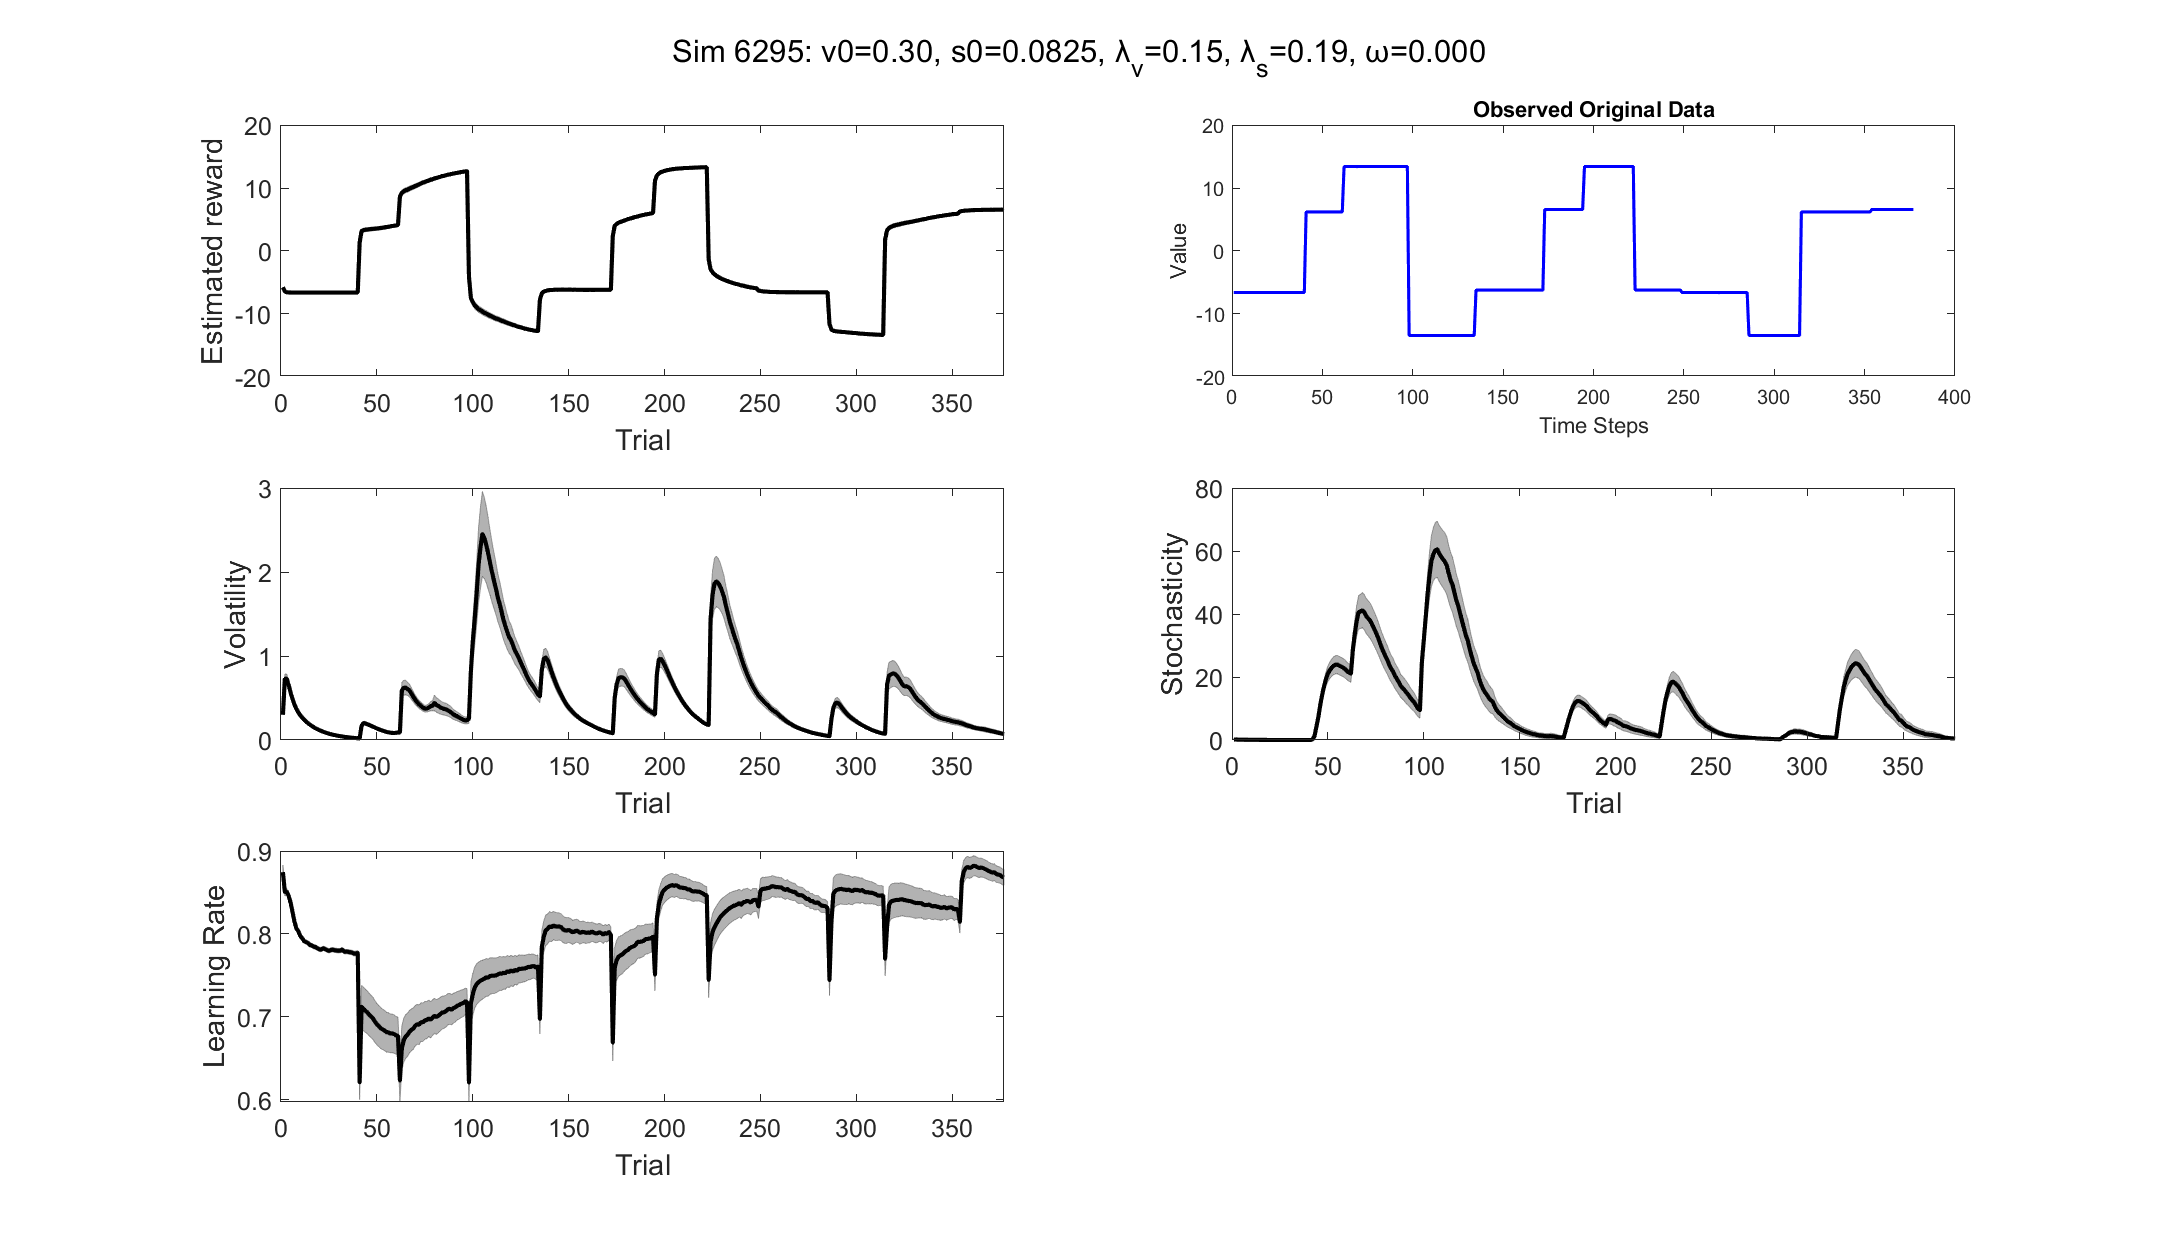 Sim 6295: v0=0.30, s0=0.0825, λ_v=0.15, λ_s=0.19, ω=0.000
20
10
0
-10
-20
Estimated reward
0 50 100 150 200 250 300 350
Trial
Observed Original Data
20
10
0
-10
-20
Value
0 50 100 150 200 250 300 350 400
Time Steps
3
2
1
0
Volatility
0 50 100 150 200 250 300 350
Trial
80
60
40
20
0
Stochasticity
0 50 100 150 200 250 300 350
Trial
0.9
0.8
0.7
0.6
Learning Rate
0 50 100 150 200 250 300 350
Trial